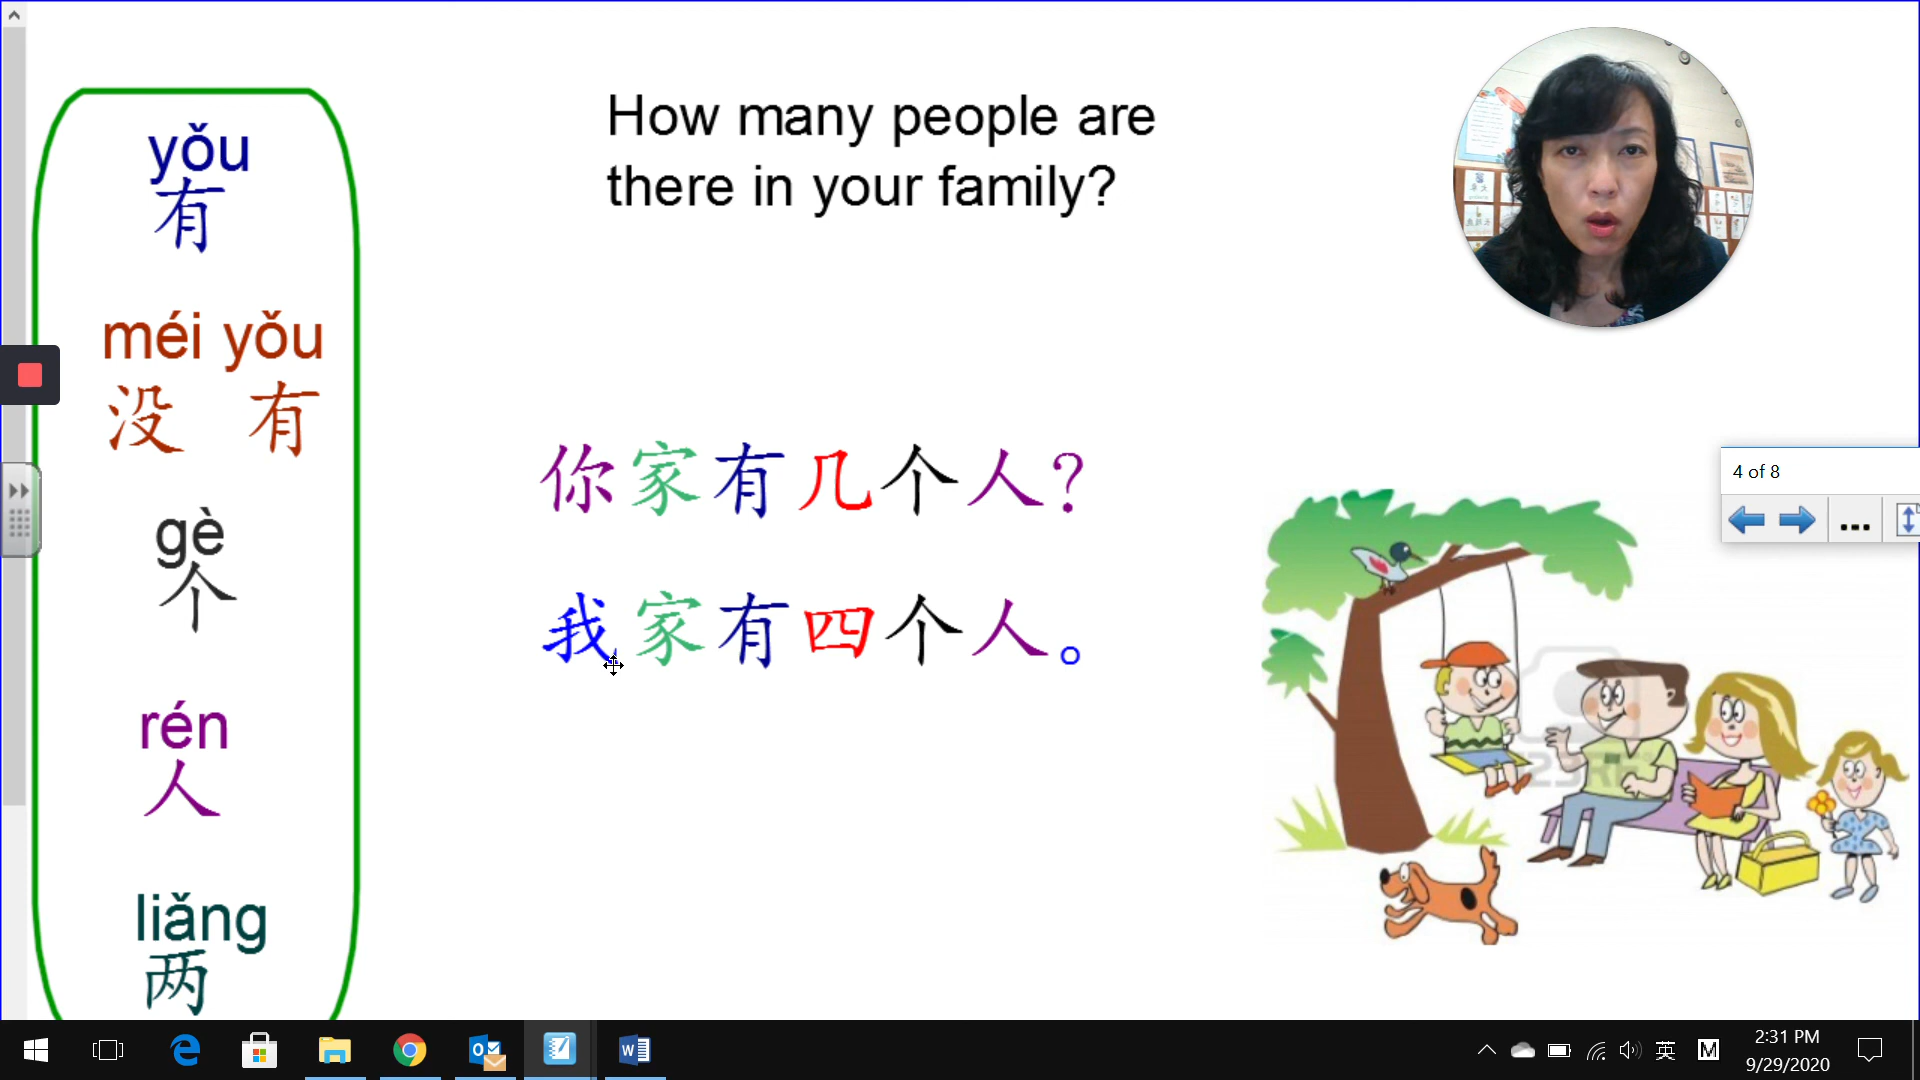 yǒu
有
méi yǒu
没 有
gè
个
rén
人
liǎng
两
How many people are
there in your family?
你家有几个人?
我家有四个人。
4 of 8
...
英
M
2:31 PM
9/29/2020